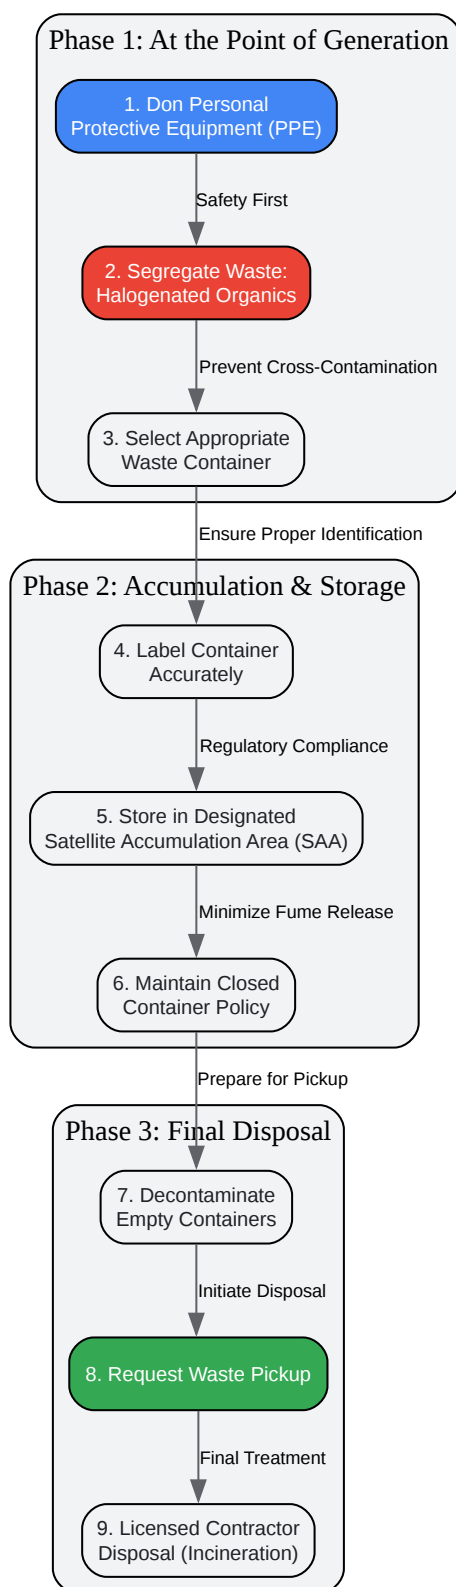 Phase 1: At the Point of Generation
1. Don Personal
Protective Equipment (PPE)
Safety First
2. Segregate Waste:
Halogenated Organics
Prevent Cross-Contamination
3. Select Appropriate
Waste Container
Ensure Proper Identification
Phase 2: Accumulation & Storage
4. Label Container
Accurately
Regulatory Compliance
5. Store in Designated
Satellite Accumulation Area (SAA)
Minimize Fume Release
6. Maintain Closed
Container Policy
Prepare for Pickup
Phase 3: Final Disposal
7. Decontaminate
Empty Containers
Initiate Disposal
8. Request Waste Pickup
Final Treatment
9. Licensed Contractor
Disposal (Incineration)